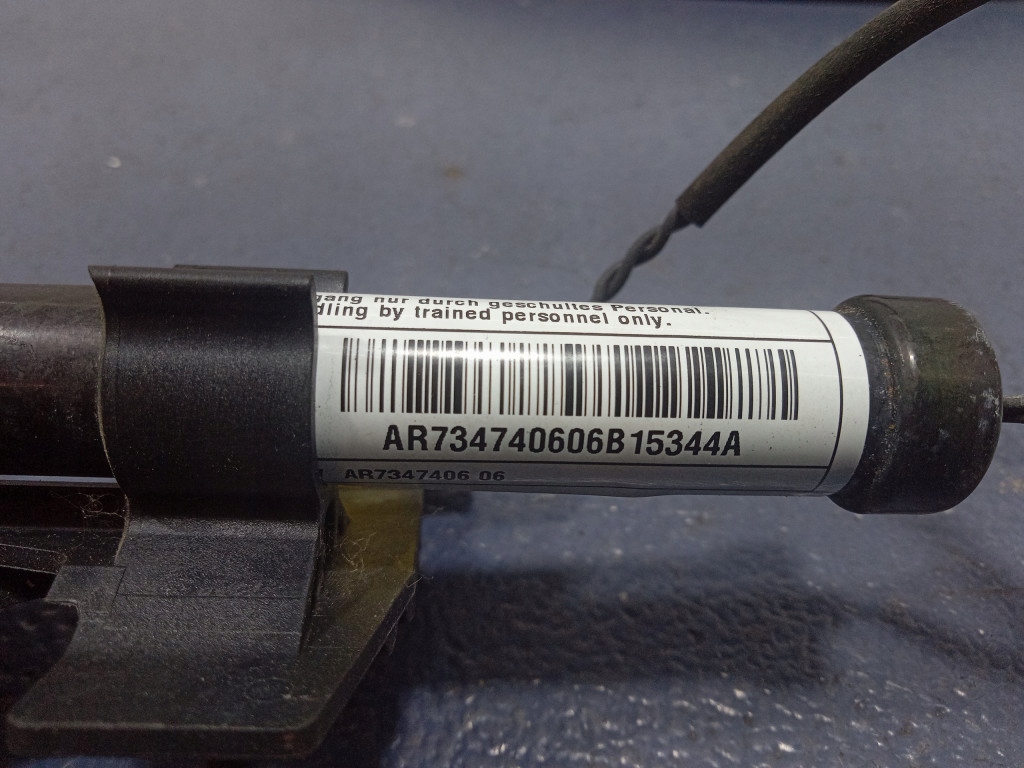 gang nur durch geschultes Personal.
dling by trained personnel only.
AR734740606B15344A
AR7347406 06